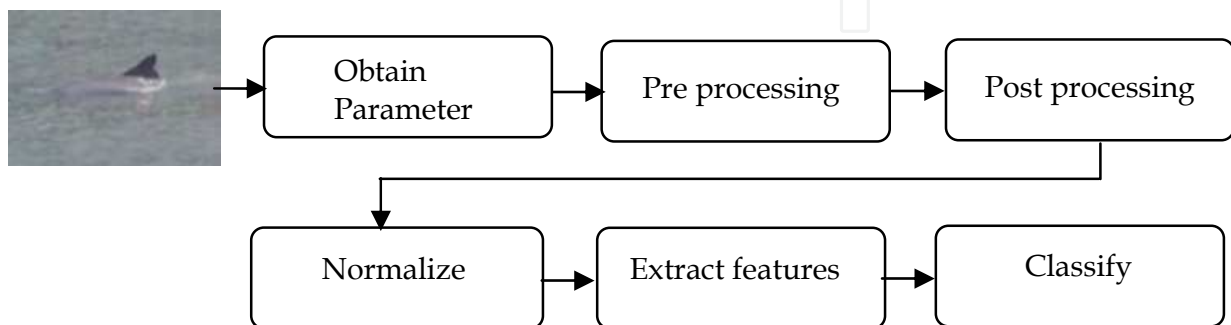 Obtain
Parameter
Pre processing
Post processing
Normalize
Extract features
Classify